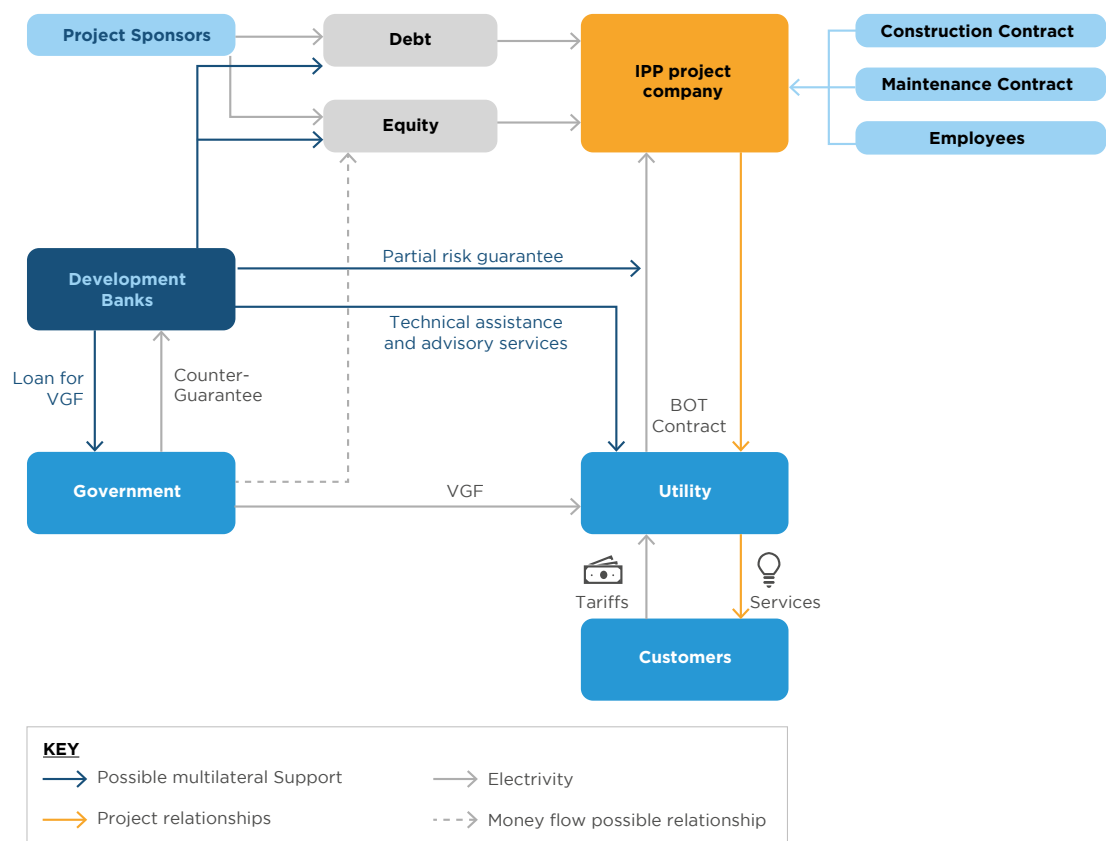 Project Sponsors
Debt
Equity
IPP project
company
Construction Contract
Maintenance Contract
Employees
Development
Banks
Partial risk guarantee
Technical assistance
and advisory services
Loan for
VGF
Counter-
Guarantee
BOT
Contract
Government
VGF
Utility
Tariffs
Services
Customers
KEY
Possible multilateral Support
Electrivity
Project relationships
Money flow possible relationship